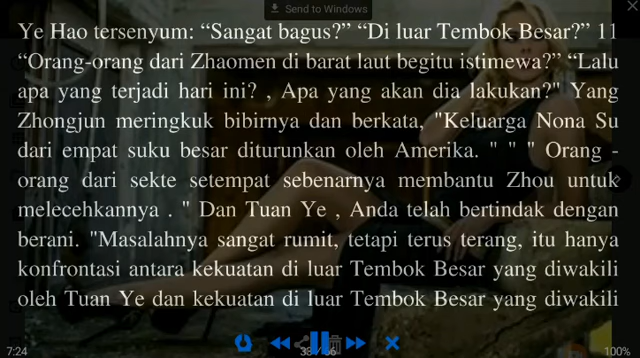 Send to Windows
Ye Hao tersenyum: “Sangat bagus?” “Di luar Tembok Besar?” 11
“Orang-orang dari Zhaomen di barat laut begitu istimewa?” “Lalu
apa yang terjadi hari ini? , Apa yang akan dia lakukan?" Yang
Zhongjun meringkuk bibirnya dan berkata, "Keluarga Nona Su
dari empat suku besar diturunkan oleh Amerika. " " " Orang -
orang dari sekte setempat sebenarnya membantu Zhou untuk
melecehkannya . " Dan Tuan Ye , Anda telah bertindak dengan
berani. "Masalahnya sangat rumit, tetapi terus terang, itu hanya
konfrontasi antara kekuatan di luar Tembok Besar yang diwakili
oleh Tuan Ye dan kekuatan di luar Tembok Besar yang diwakili
7:24
100%